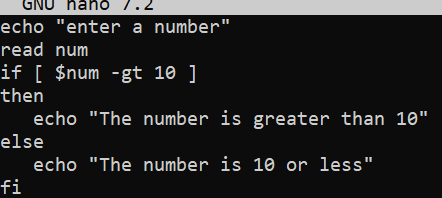 GNU nano 7.2
echo "enter a number"
read num
if [ $num -gt 10 ]
then
   echo "The number is greater than 10"
else
   echo "The number is 10 or less"
fi